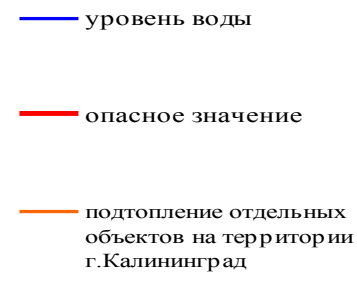 уровень воды
опасное значение
подтопление отдельных
объектов на территории
г.Калининград